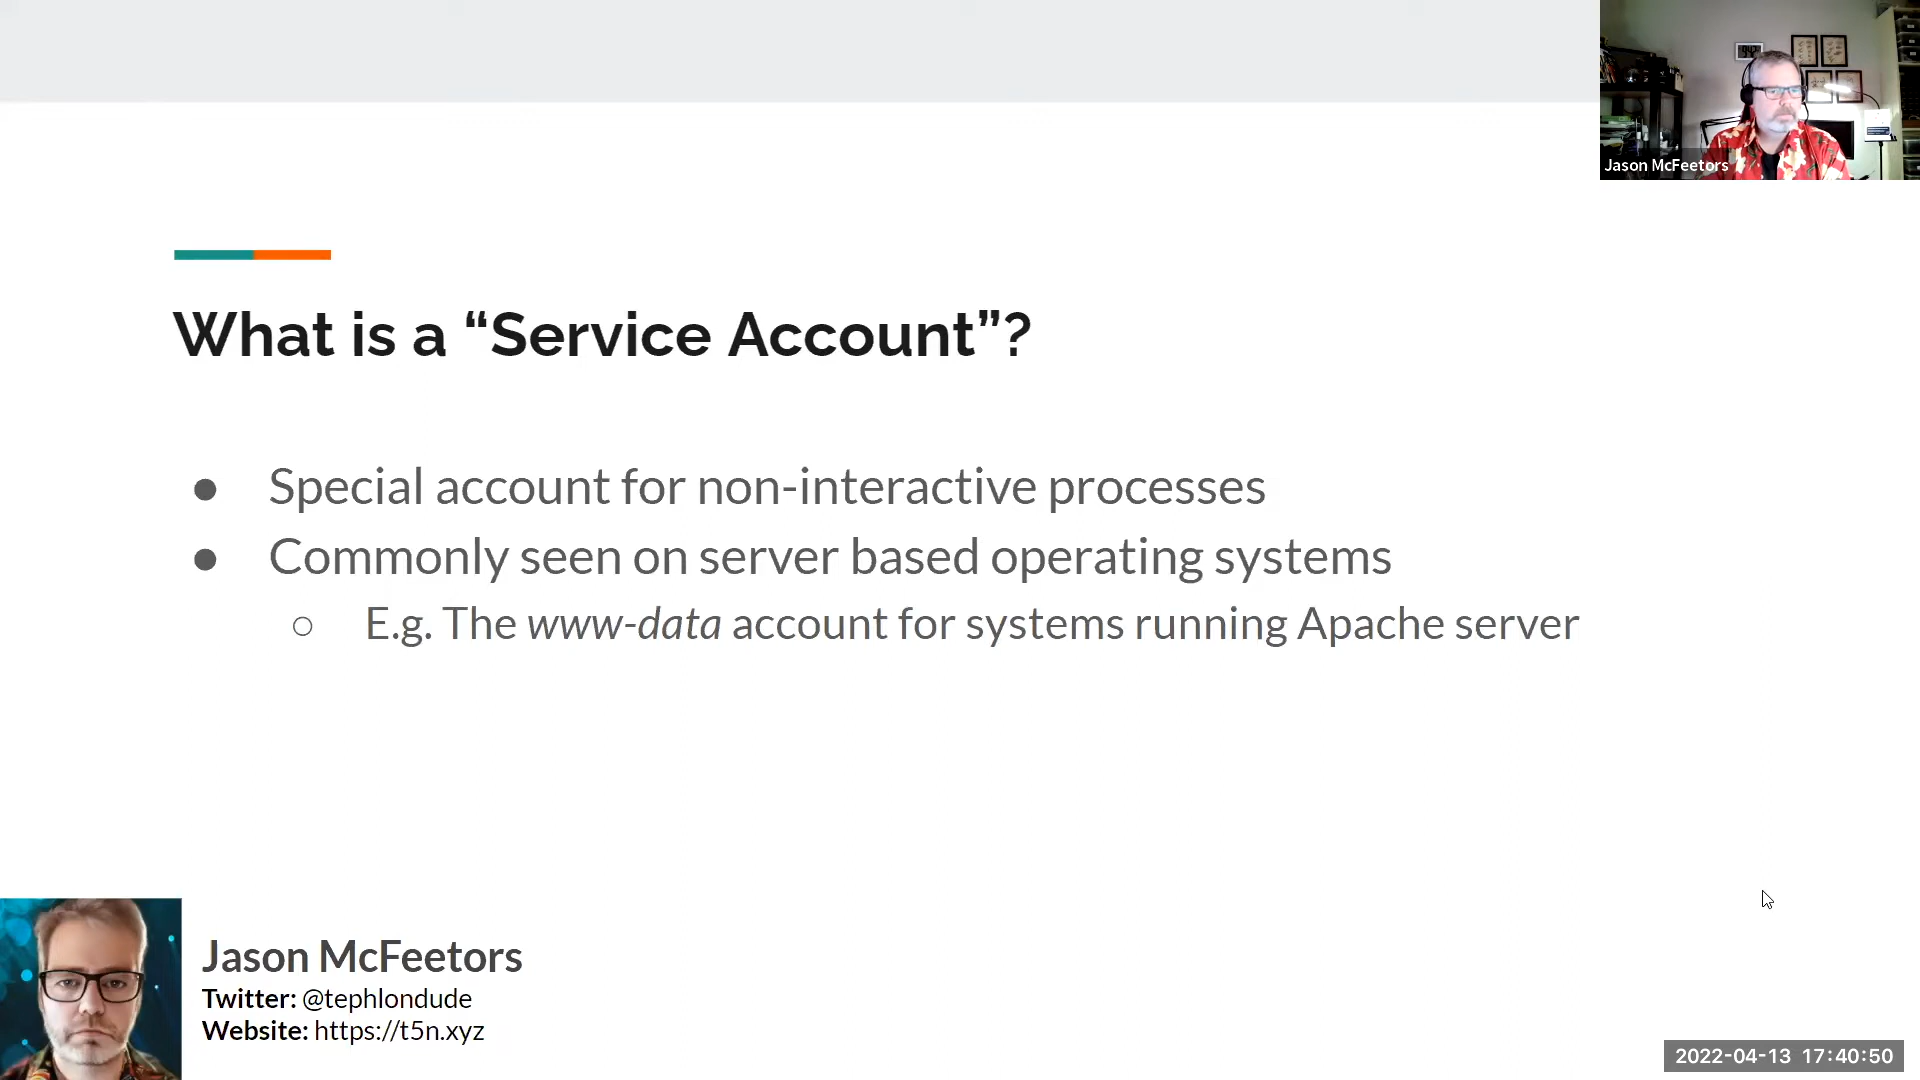 Jason McFeetors
What is a “Service Account”?
● Special account for non-interactive processes
● Commonly seen on server based operating systems
○ E.g. The www-data account for systems running Apache server
Jason McFeetors
Twitter: @tephlondude
Website: https://t5n.xyz
2022-04-13 17:40:50